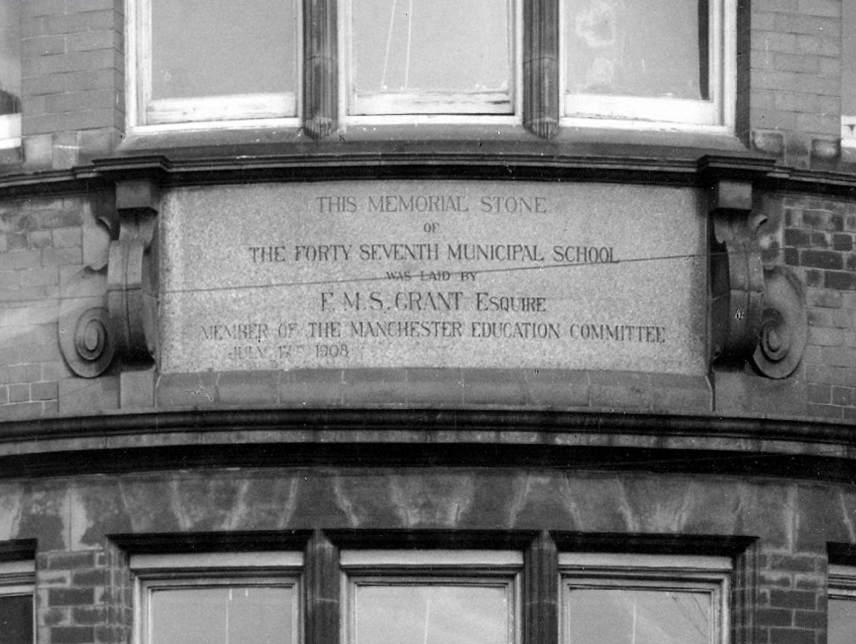 THIS MEMORIAL STONE
OF
THE FORTY SEVENTH MUNICIPAL SCHOOL
WAS LAID BY
F. M. S. GRANT ESQUIRE
MEMBER OF THE MANCHESTER EDUCATION COMMITTEE
JULY 17TH 1908